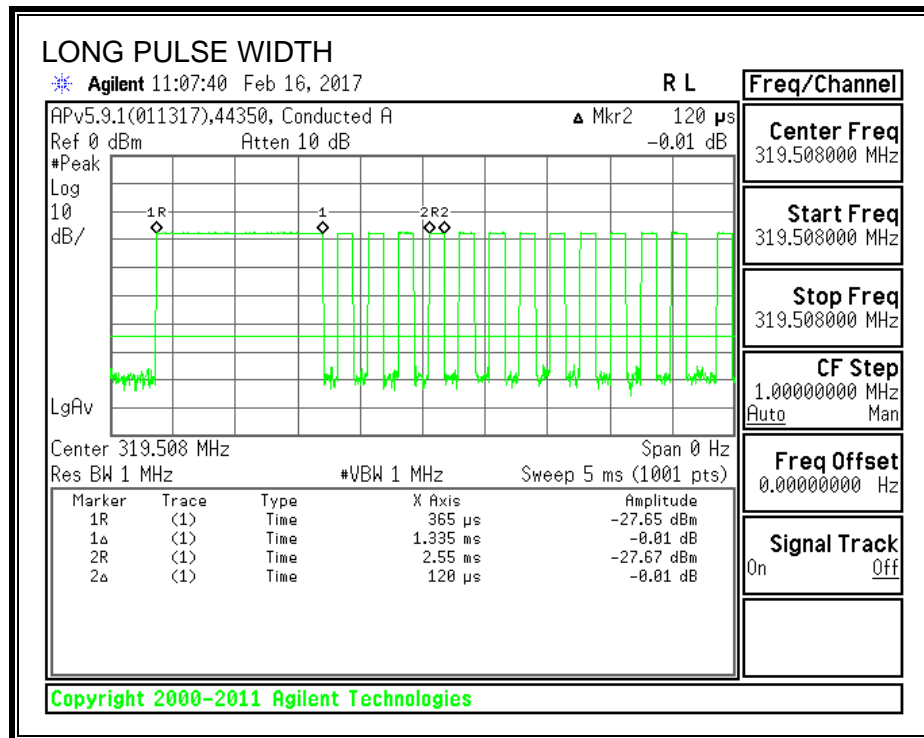 LONG PULSE WIDTH
Agilent 11:07:40 Feb 16, 2017 R L
Freq/Channel
APv5.9.1(011317),44350, Conducted A Δ Mkr2 120 µs
Ref 0 dBm Atten 10 dB -0.01 dB
#Peak
Log
10
dB/
1R 1 2R 2
LgAv
Center 319.508 MHz Span 0 Hz
Res BW 1 MHz #VBW 1 MHz Sweep 5 ms (1001 pts)
Marker Trace Type X Axis Amplitude
1R (1) Time 365 µs -27.65 dBm
1Δ (1) Time 1.335 ms -0.01 dB
2R (1) Time 2.55 ms -27.67 dBm
2Δ (1) Time 120 µs -0.01 dB
Center Freq
319.508000 MHz
Start Freq
319.508000 MHz
Stop Freq
319.508000 MHz
CF Step
1.00000000 MHz
Auto Man
Freq Offset
0.00000000 Hz
Signal Track
On Off
Copyright 2000-2011 Agilent Technologies